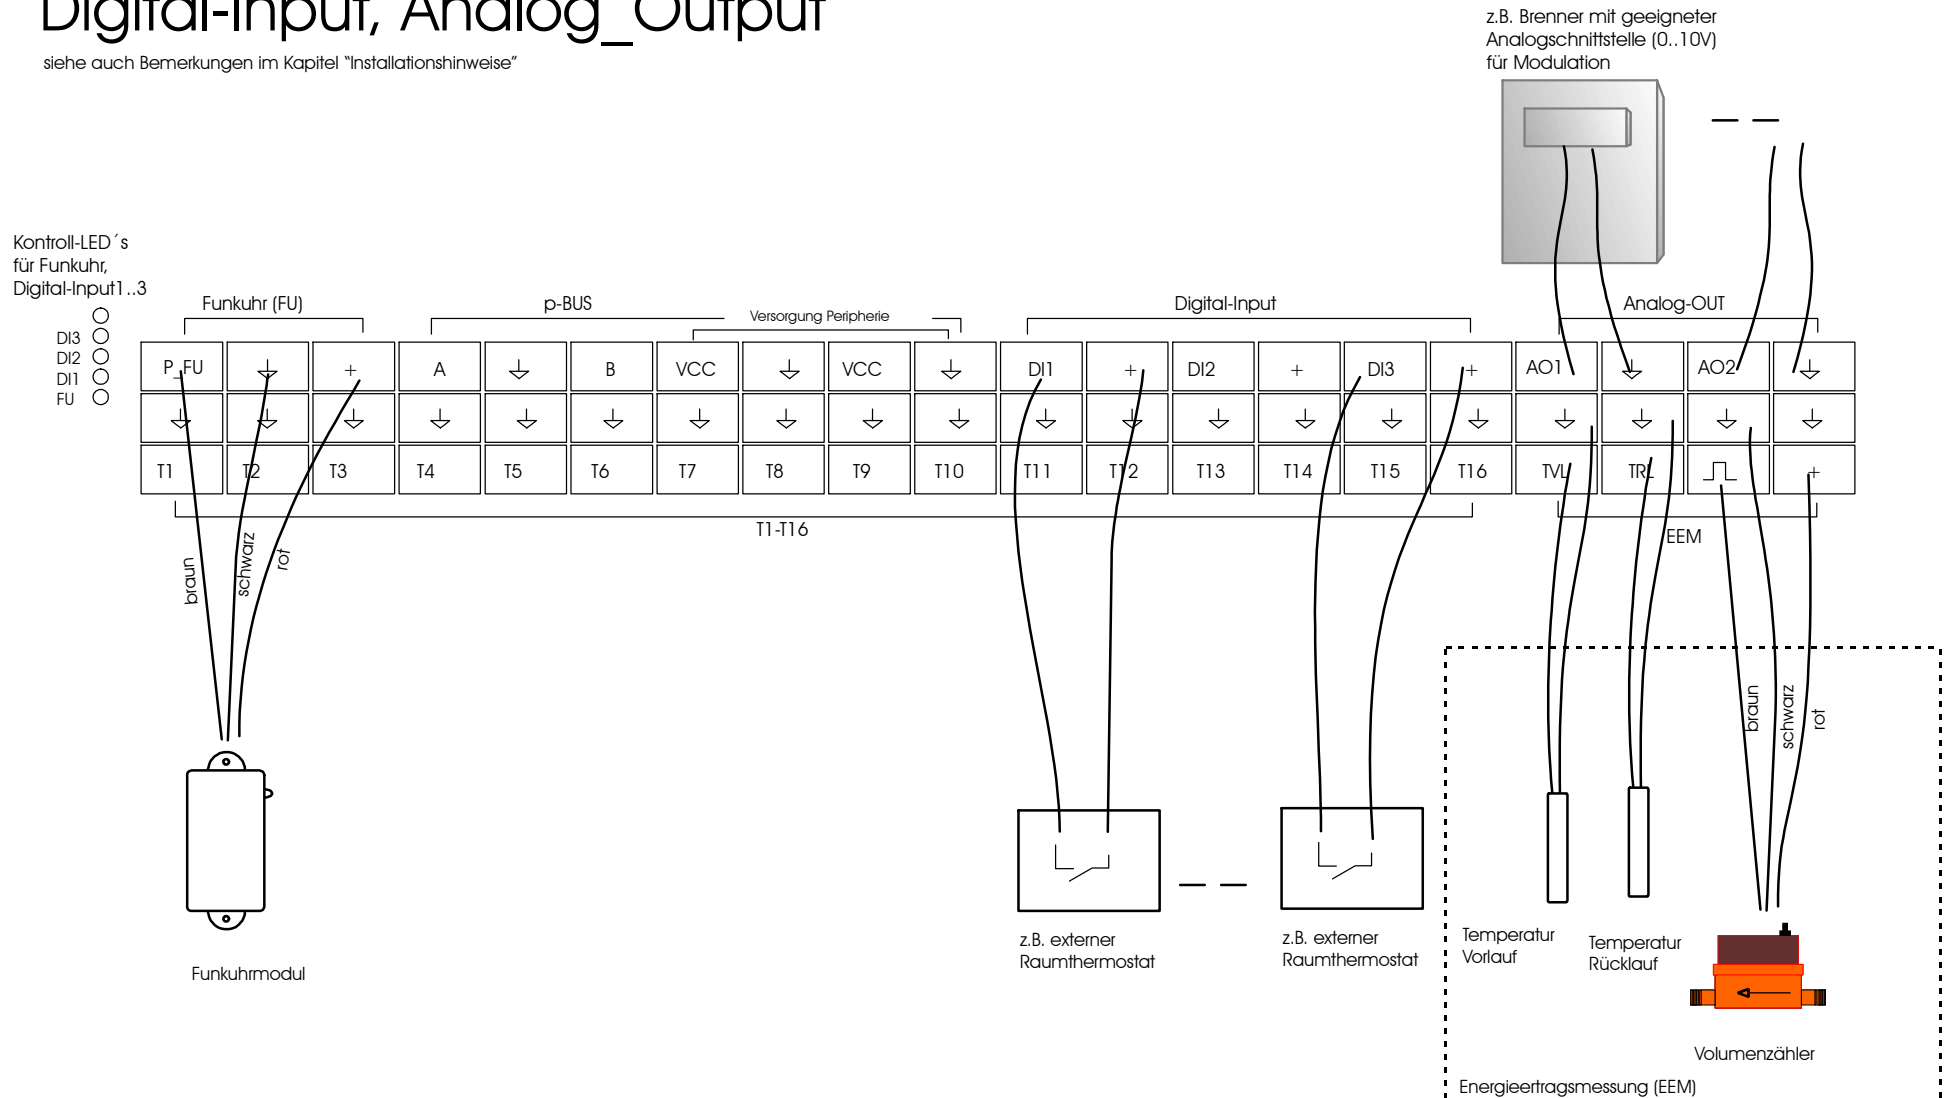 Digital-Input, Analog_Output
siehe auch Bemerkungen im Kapitel "Installationshinweise"
z.B. Brenner mit geeigneter
Analogschnittstelle (0..10V)
für Modulation
Kontroll-LED´s
für Funkuhr,
Digital-Input1..3
DI3
DI2
DI1
FU
Funkuhr (FU)
p-BUS
Versorgung Peripherie
Digital-Input
Analog-OUT
P_FU + A B VCC VCC DI1 + DI2 + DI3 + AO1 AO2
T1 T2 T3 T4 T5 T6 T7 T8 T9 T10 T11 T12 T13 T14 T15 T16 TVL TRL +
T1-T16
EEM
braun
schwarz
rot
braun
schwarz
rot
Funkuhrmodul
z.B. externer
Raumthermostat
z.B. externer
Raumthermostat
Temperatur
Vorlauf
Temperatur
Rücklauf
Volumenzähler
Energieertragsmessung (EEM)